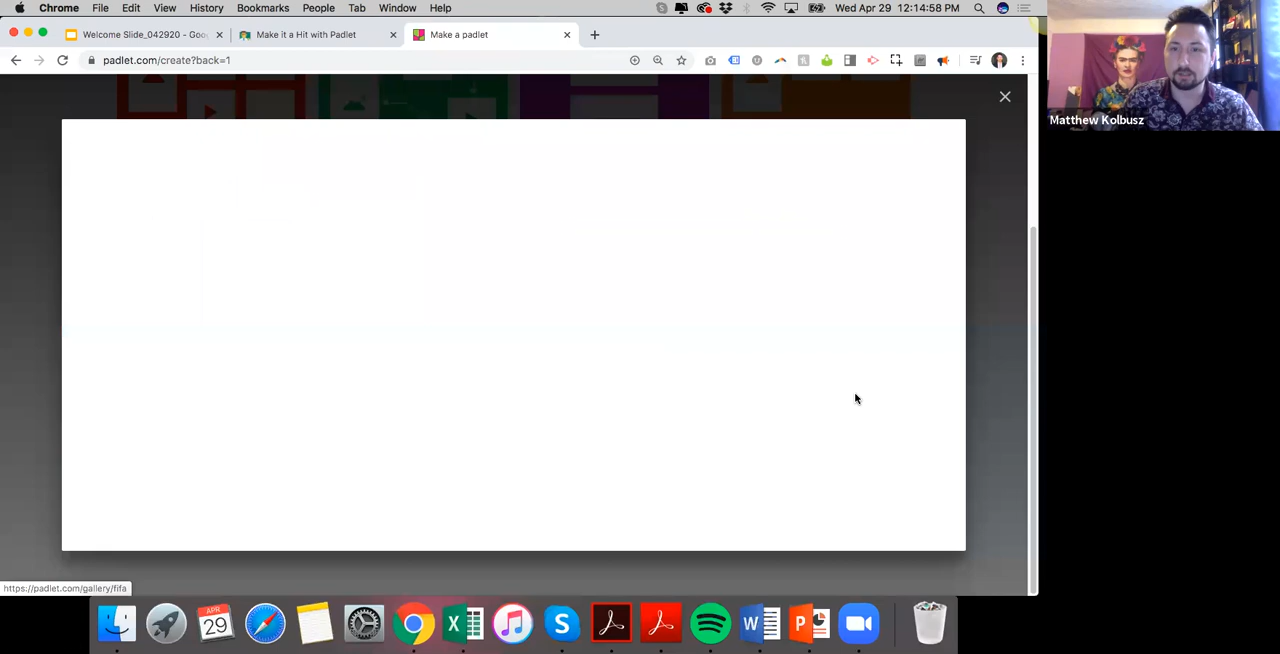 Chrome File Edit View History Bookmarks People Tab Window Help Wed Apr 29 12:14:58 PM
Welcome Slide_042920 - Goo Make it a Hit with Padlet Make a padlet
padlet.com/create?back=1
Matthew Kolbusz
https://padlet.com/gallery/fifa
APR
29